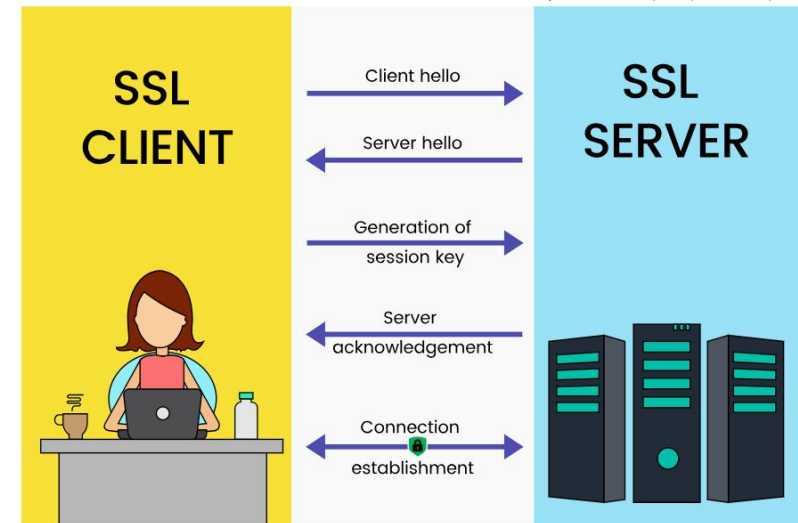 SSL
CLIENT
Client hello
Server hello
Generation of
session key
Server
acknowledgement
Connection
establishment
SSL
SERVER